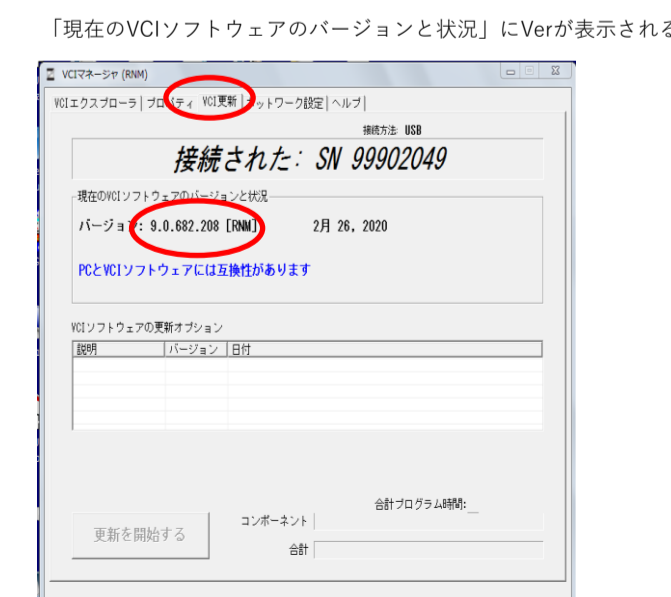 「現在のVCIソフトウェアのバージョンと状況」にVerが表示される
VCIマネージャ (RNM)
VCIエクスプローラ プロパティ VCI更新 ネットワーク設定 ヘルプ
接続方法: USB
接続された: SN 99902049
現在のVCIソフトウェアのバージョンと状況
バージョン: 9.0.682.208 [RNM] 2月 26, 2020
PCとVCIソフトウェアには互換性があります
VCIソフトウェアの更新オプション
説明 バージョン 日付
合計プログラム時間:
コンポーネント
更新を開始する
合計